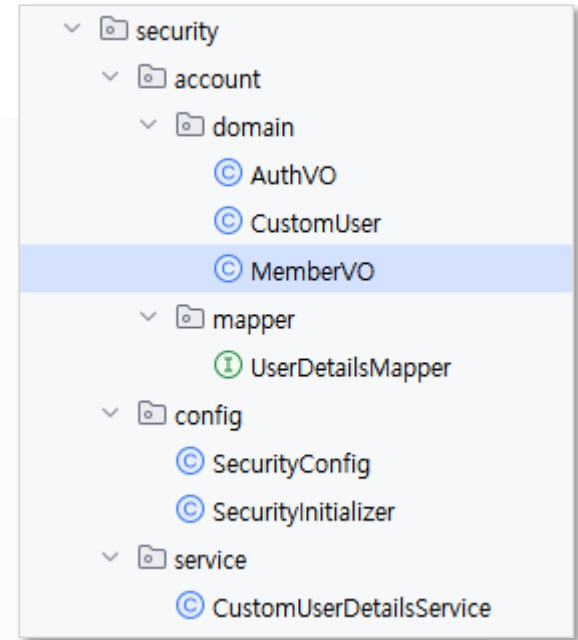 security
account
domain
AuthVO
CustomUser
MemberVO
mapper
UserDetailsMapper
config
SecurityConfig
SecurityInitializer
service
CustomUserDetailsService